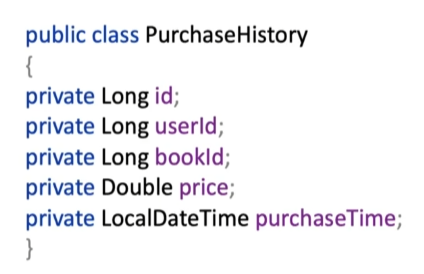 public class PurchaseHistory
{
private Long id;
private Long userId;
private Long bookId;
private Double price;
private LocalDateTime purchaseTime;
}